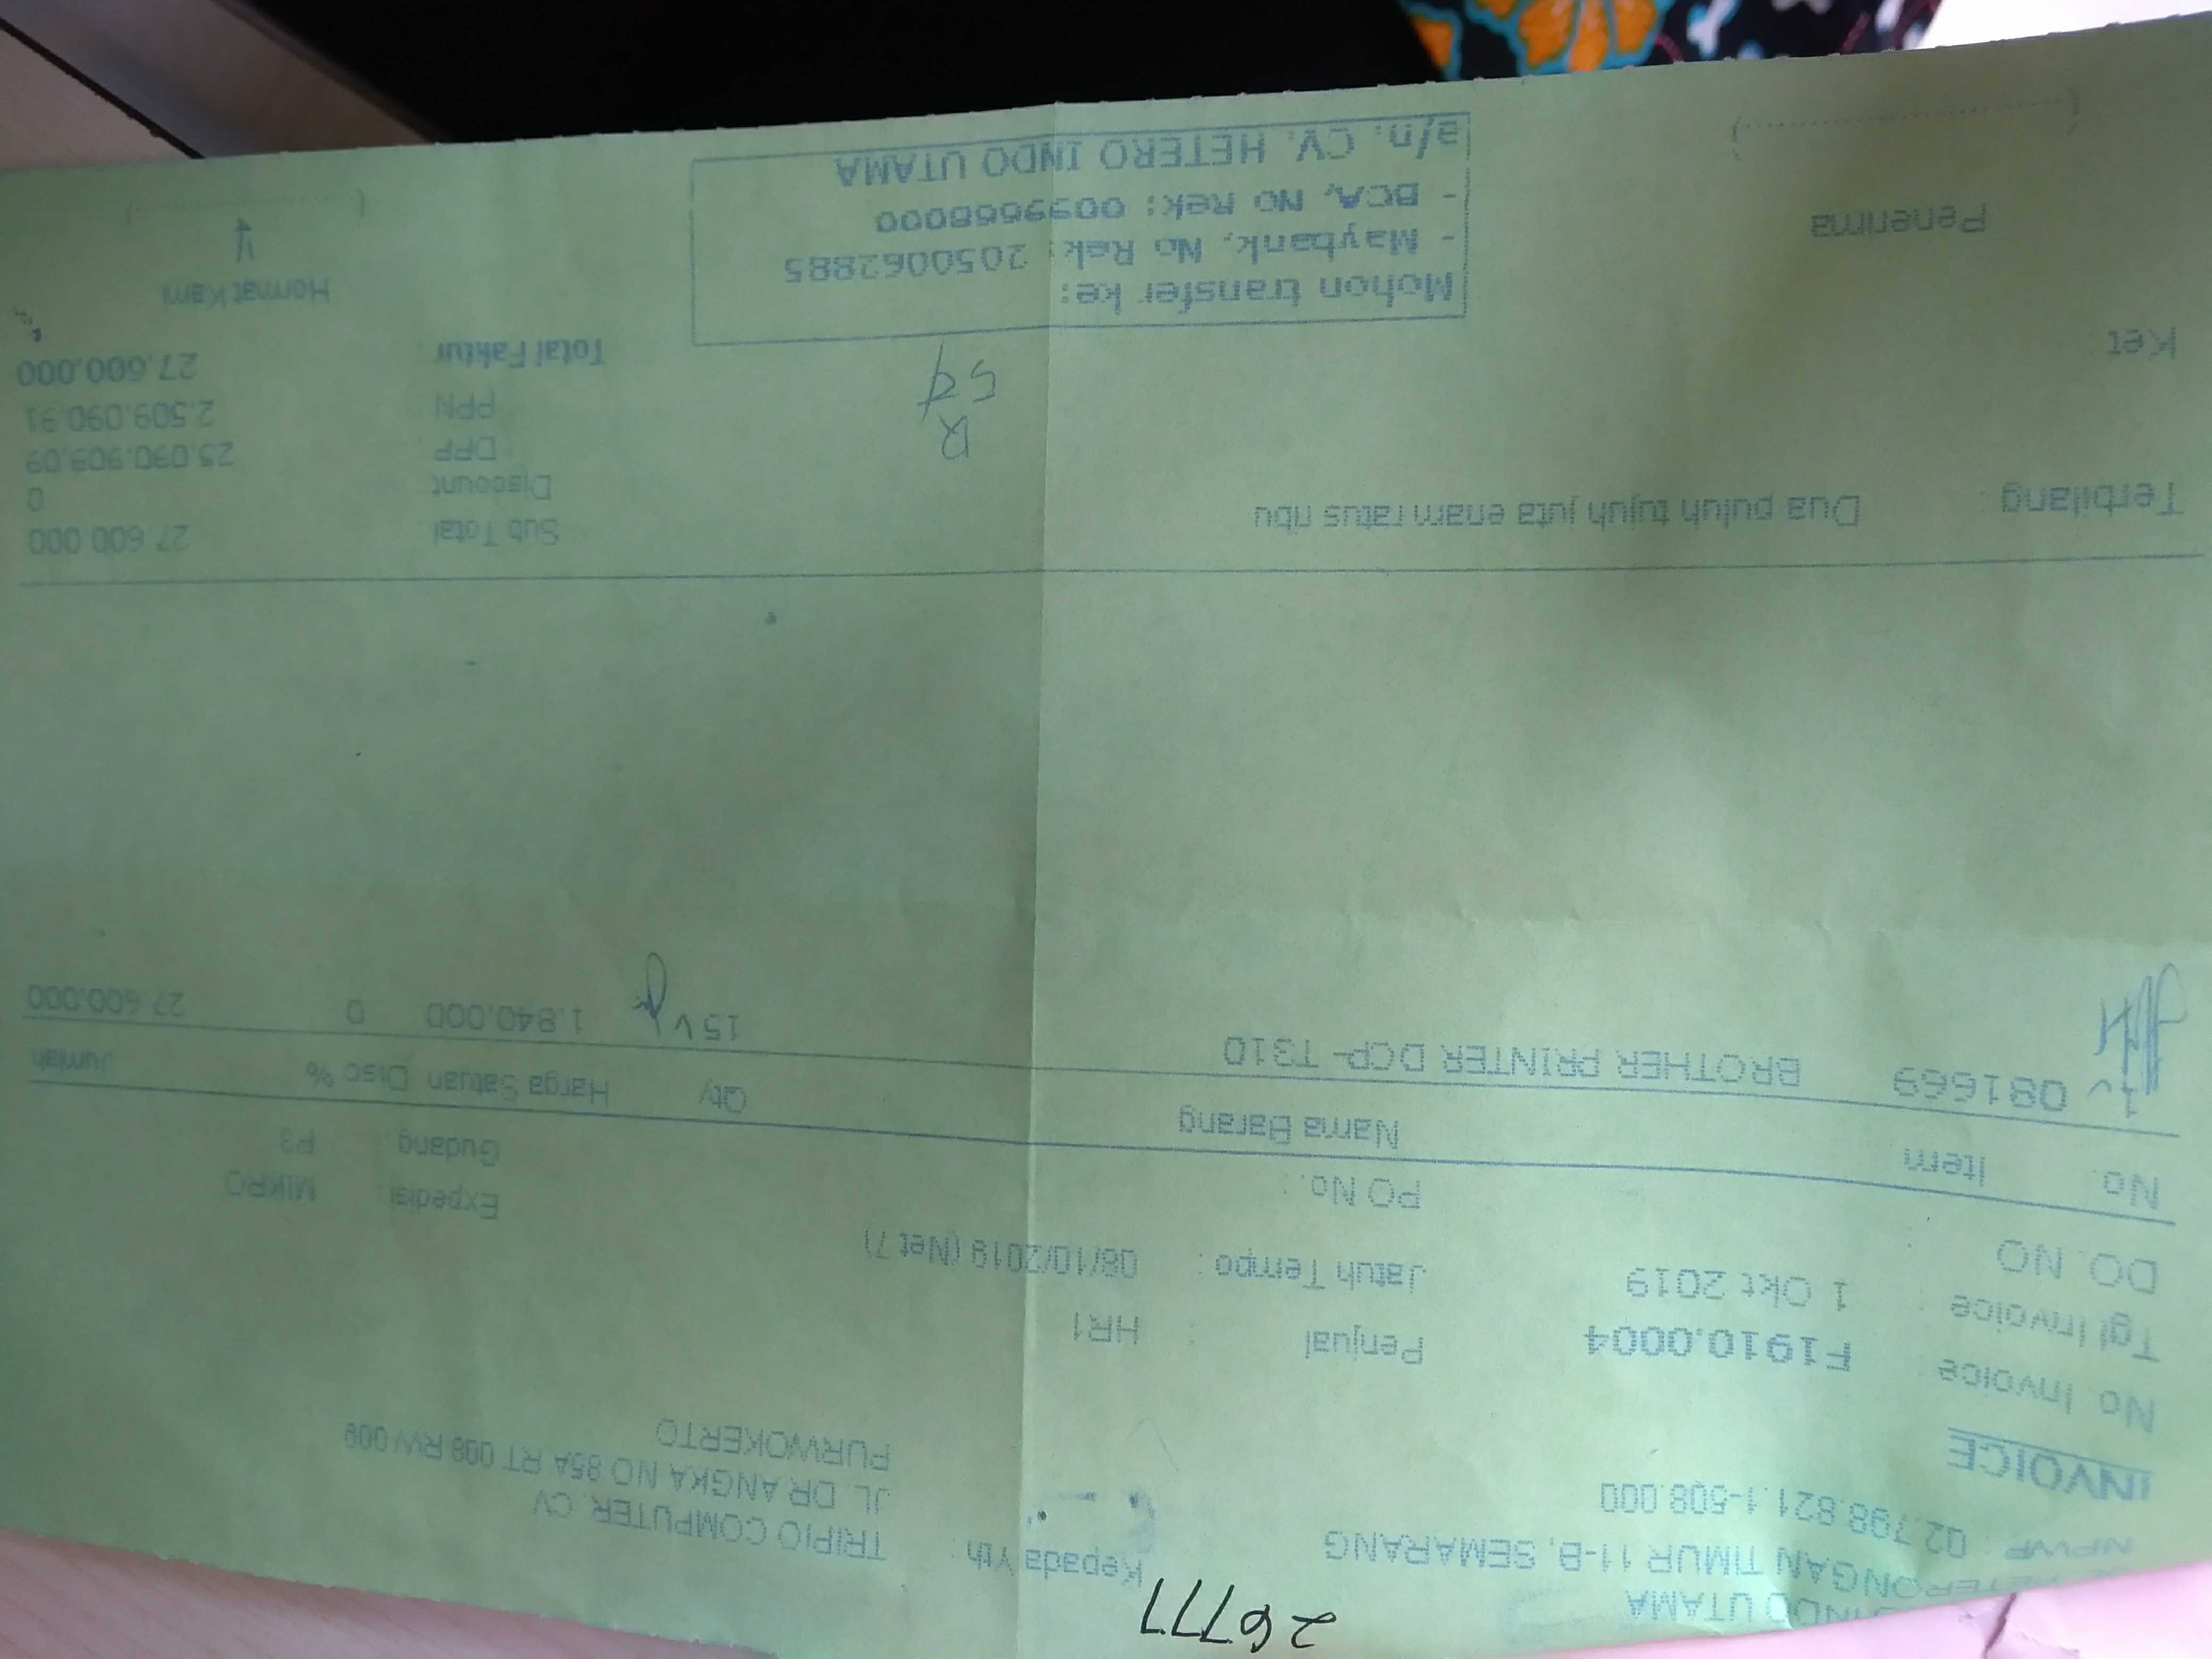 26777
INDO UTAMA
PETERONGAN TIMUR 11-B, SEMARANG
NPWP : 02.798.821.1-508.000
Kepada Yth : TRIPIO COMPUTER, CV
JL. DR ANGKA NO 85A RT 008 RW 009
PURWOKERTO
INVOICE
No. Invoice : F1910.0004 Penjual : HR1
Tgl Invoice : 1 Okt 2019 Jatuh Tempo : 08/10/2019 (Net 7)
DO. NO PO No. :
Expedisi : MIKRO
Gudang : P3
No. Item Nama Barang Qty Harga Satuan Disc % Jumlah
1 091669 BROTHER PRINTER DCP- T310 15 1.840.000 0 27.600.000
Terbilang : Dua puluh tujuh juta enam ratus ribu
Sub Total 27.600.000
Discount 0
DPP 25.090.909,09
PPN 2.509.090,91
Total Faktur : 27.600.000
Ket :
Mohon transfer ke:
- Maybank, No Rek: 2050062885
- BCA, No Rek: 0099668000
a/n. CV. HETERO INDO UTAMA
Penerima
Hormat Kami